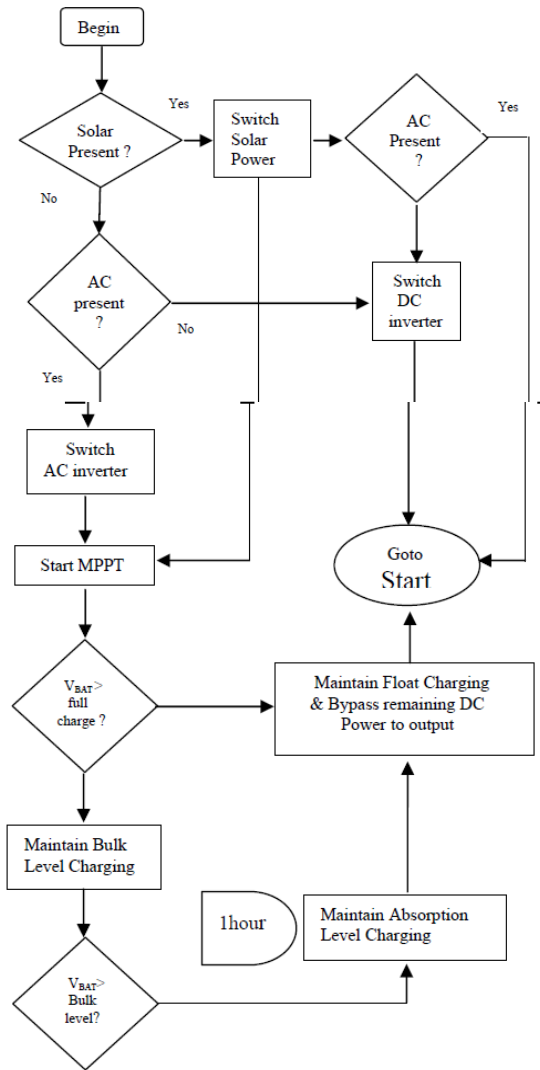 Begin
Solar
Present ?
Yes
Switch
Solar
Power
AC
Present
?
Yes
No
AC
present
?
No
Yes
Switch
DC
inverter
Switch
AC inverter
Start MPPT
Goto
Start
VBAT>
full
charge ?
Maintain Float Charging
& Bypass remaining DC
Power to output
Maintain Bulk
Level Charging
1hour
Maintain Absorption
Level Charging
VBAT>
Bulk
level?